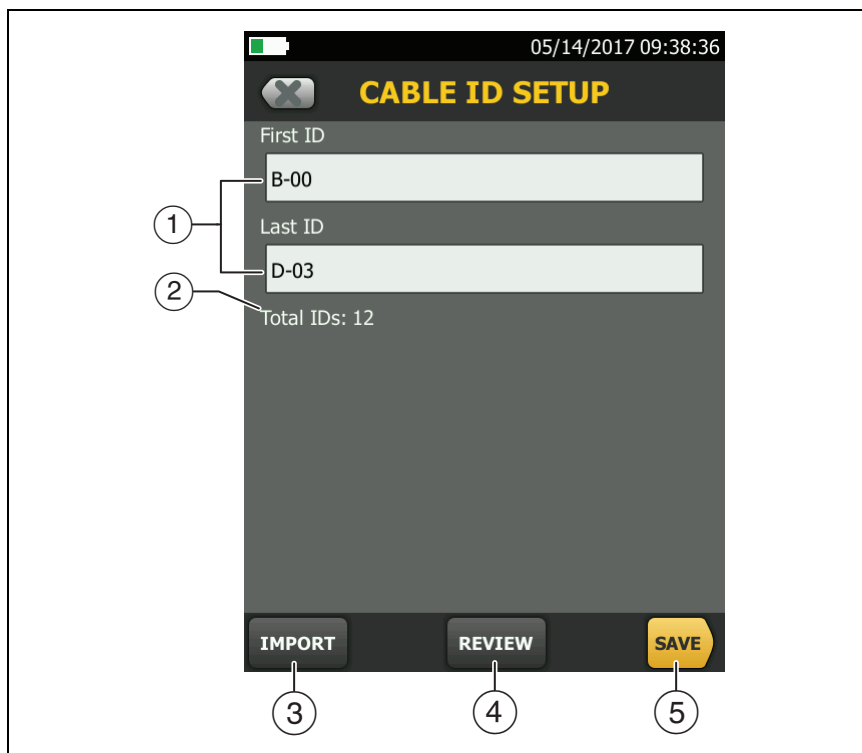 05/14/2017 09:38:36
CABLE ID SETUP
First ID
B-00
1
Last ID
D-03
2
Total IDs: 12
IMPORT
REVIEW
SAVE
3
4
5